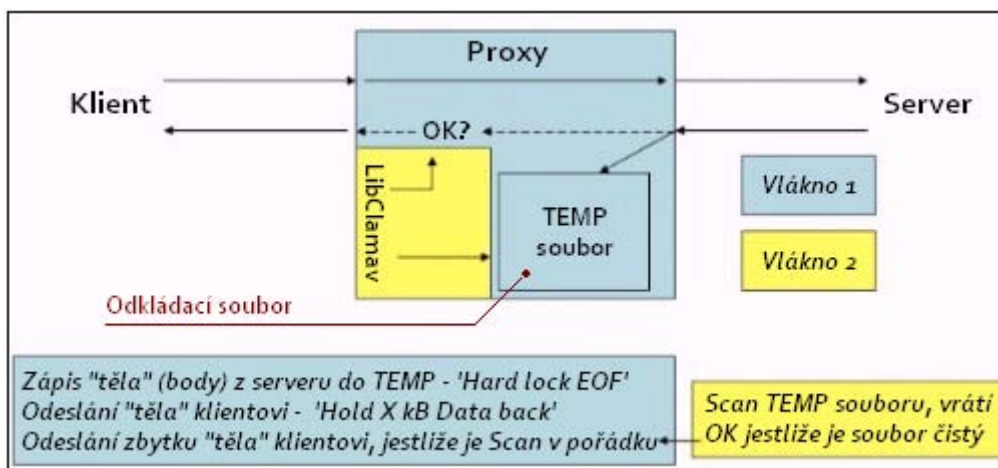 Proxy
Klient
Server
OK?
LibClamav
TEMP
soubor
Vlákno 1
Vlákno 2
Odkládací soubor
Zápis "těla" (body) z serveru do TEMP - 'Hard lock EOF'
Odeslání "těla" klientovi - 'Hold X kB Data back'
Odeslání zbytku "těla" klientovi, jestliže je Scan v pořádku
Scan TEMP souboru, vrátí
OK jestliže je soubor čistý